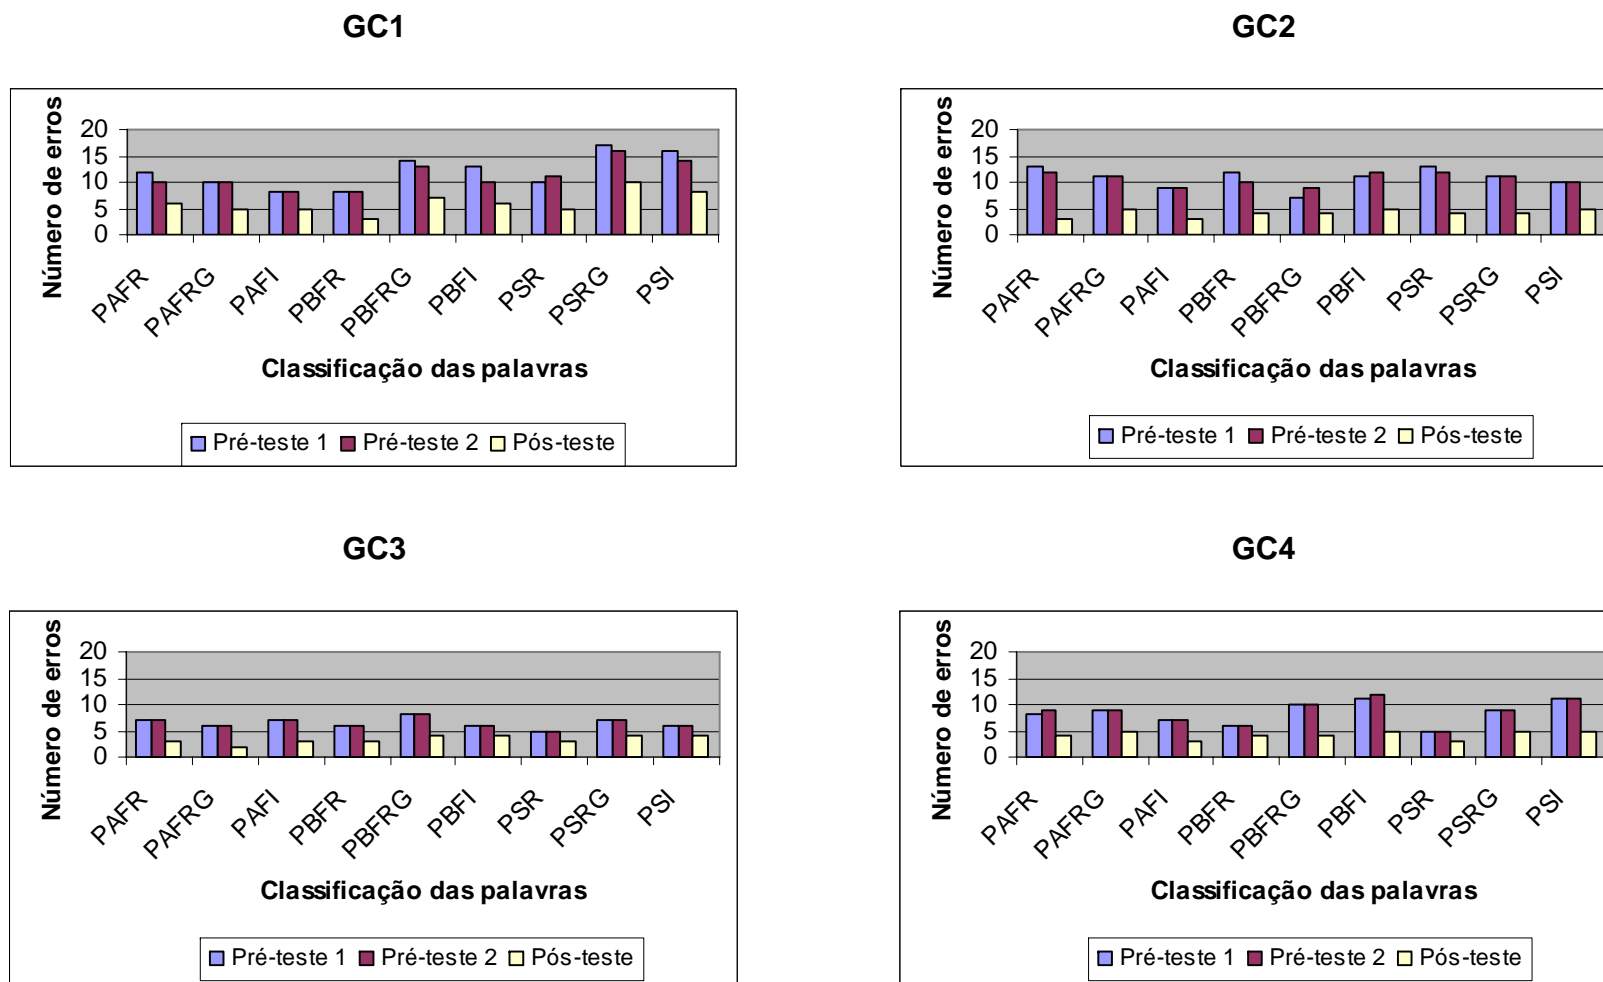 GC1
Número de erros
20
15
10
5
0
PAFR
PAFRG
PAFI
PBFR
PBFRG
PBFI
PSR
PSRG
PSI
Classificação das palavras
Pré-teste 1 Pré-teste 2 Pós-teste
GC2
Número de erros
20
15
10
5
0
PAFR
PAFRG
PAFI
PBFR
PBFRG
PBFI
PSR
PSRG
PSI
Classificação das palavras
Pré-teste 1 Pré-teste 2 Pós-teste
GC3
Número de erros
20
15
10
5
0
PAFR
PAFRG
PAFI
PBFR
PBFRG
PBFI
PSR
PSRG
PSI
Classificação das palavras
Pré-teste 1 Pré-teste 2 Pós-teste
GC4
Número de erros
20
15
10
5
0
PAFR
PAFRG
PAFI
PBFR
PBFRG
PBFI
PSR
PSRG
PSI
Classificação das palavras
Pré-teste 1 Pré-teste 2 Pós-teste